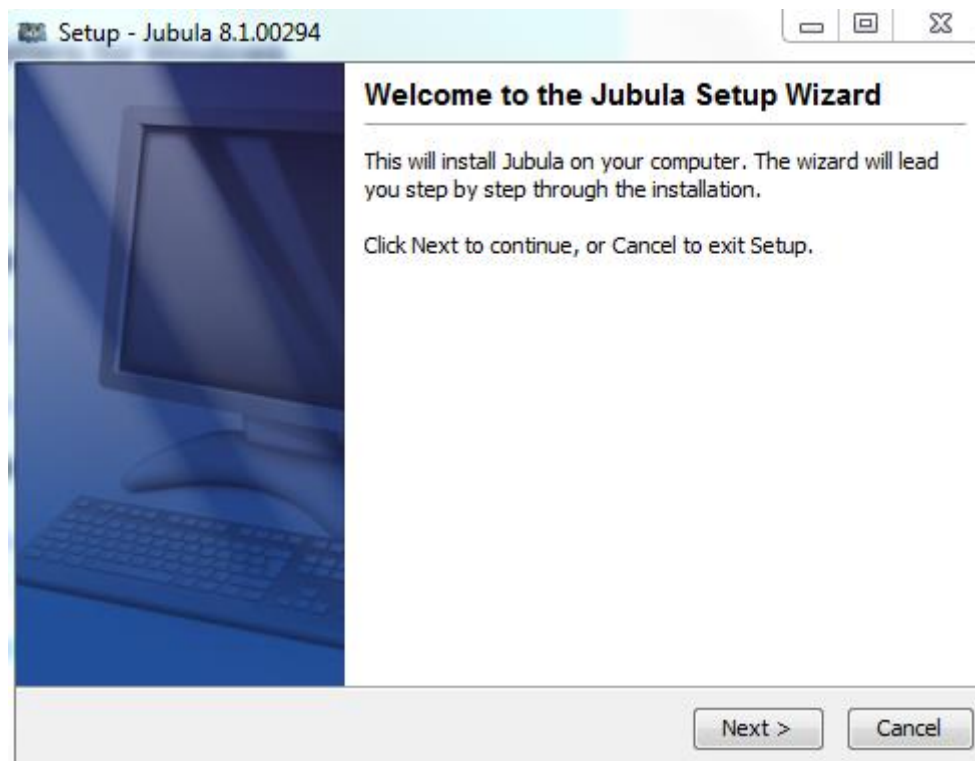 Setup - Jubula 8.1.00294
Welcome to the Jubula Setup Wizard
This will install Jubula on your computer. The wizard will lead
you step by step through the installation.
Click Next to continue, or Cancel to exit Setup.
Next >
Cancel